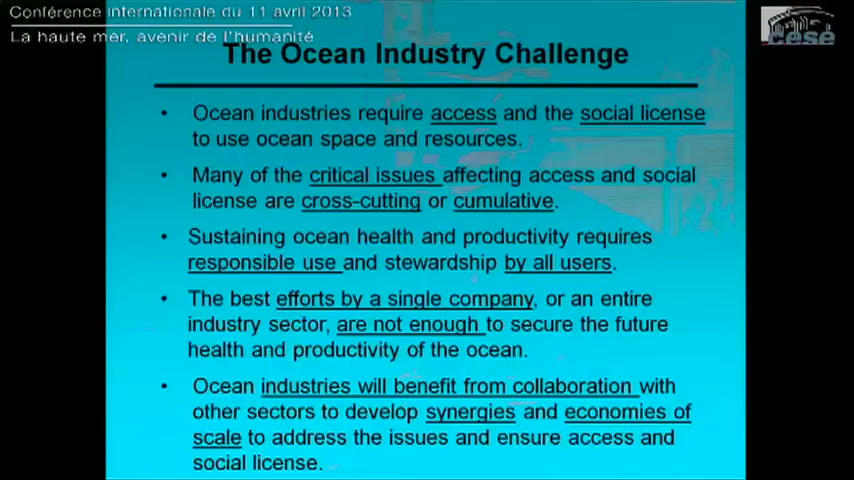 Conférence internationale du 11 avril 2013
La haute mer, avenir de l'humanité
cese
The Ocean Industry Challenge
• Ocean industries require access and the social license
to use ocean space and resources.
• Many of the critical issues affecting access and social
license are cross-cutting or cumulative.
• Sustaining ocean health and productivity requires
responsible use and stewardship by all users.
• The best efforts by a single company, or an entire
industry sector, are not enough to secure the future
health and productivity of the ocean.
• Ocean industries will benefit from collaboration with
other sectors to develop synergies and economies of
scale to address the issues and ensure access and
social license.